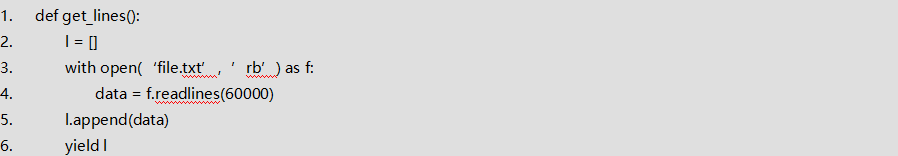 1. def get_lines():
2. l = []
3. with open( 'file.txt' , ' rb' ) as f:
4. data = f.readlines(60000)
5. l.append(data)
6. yield l